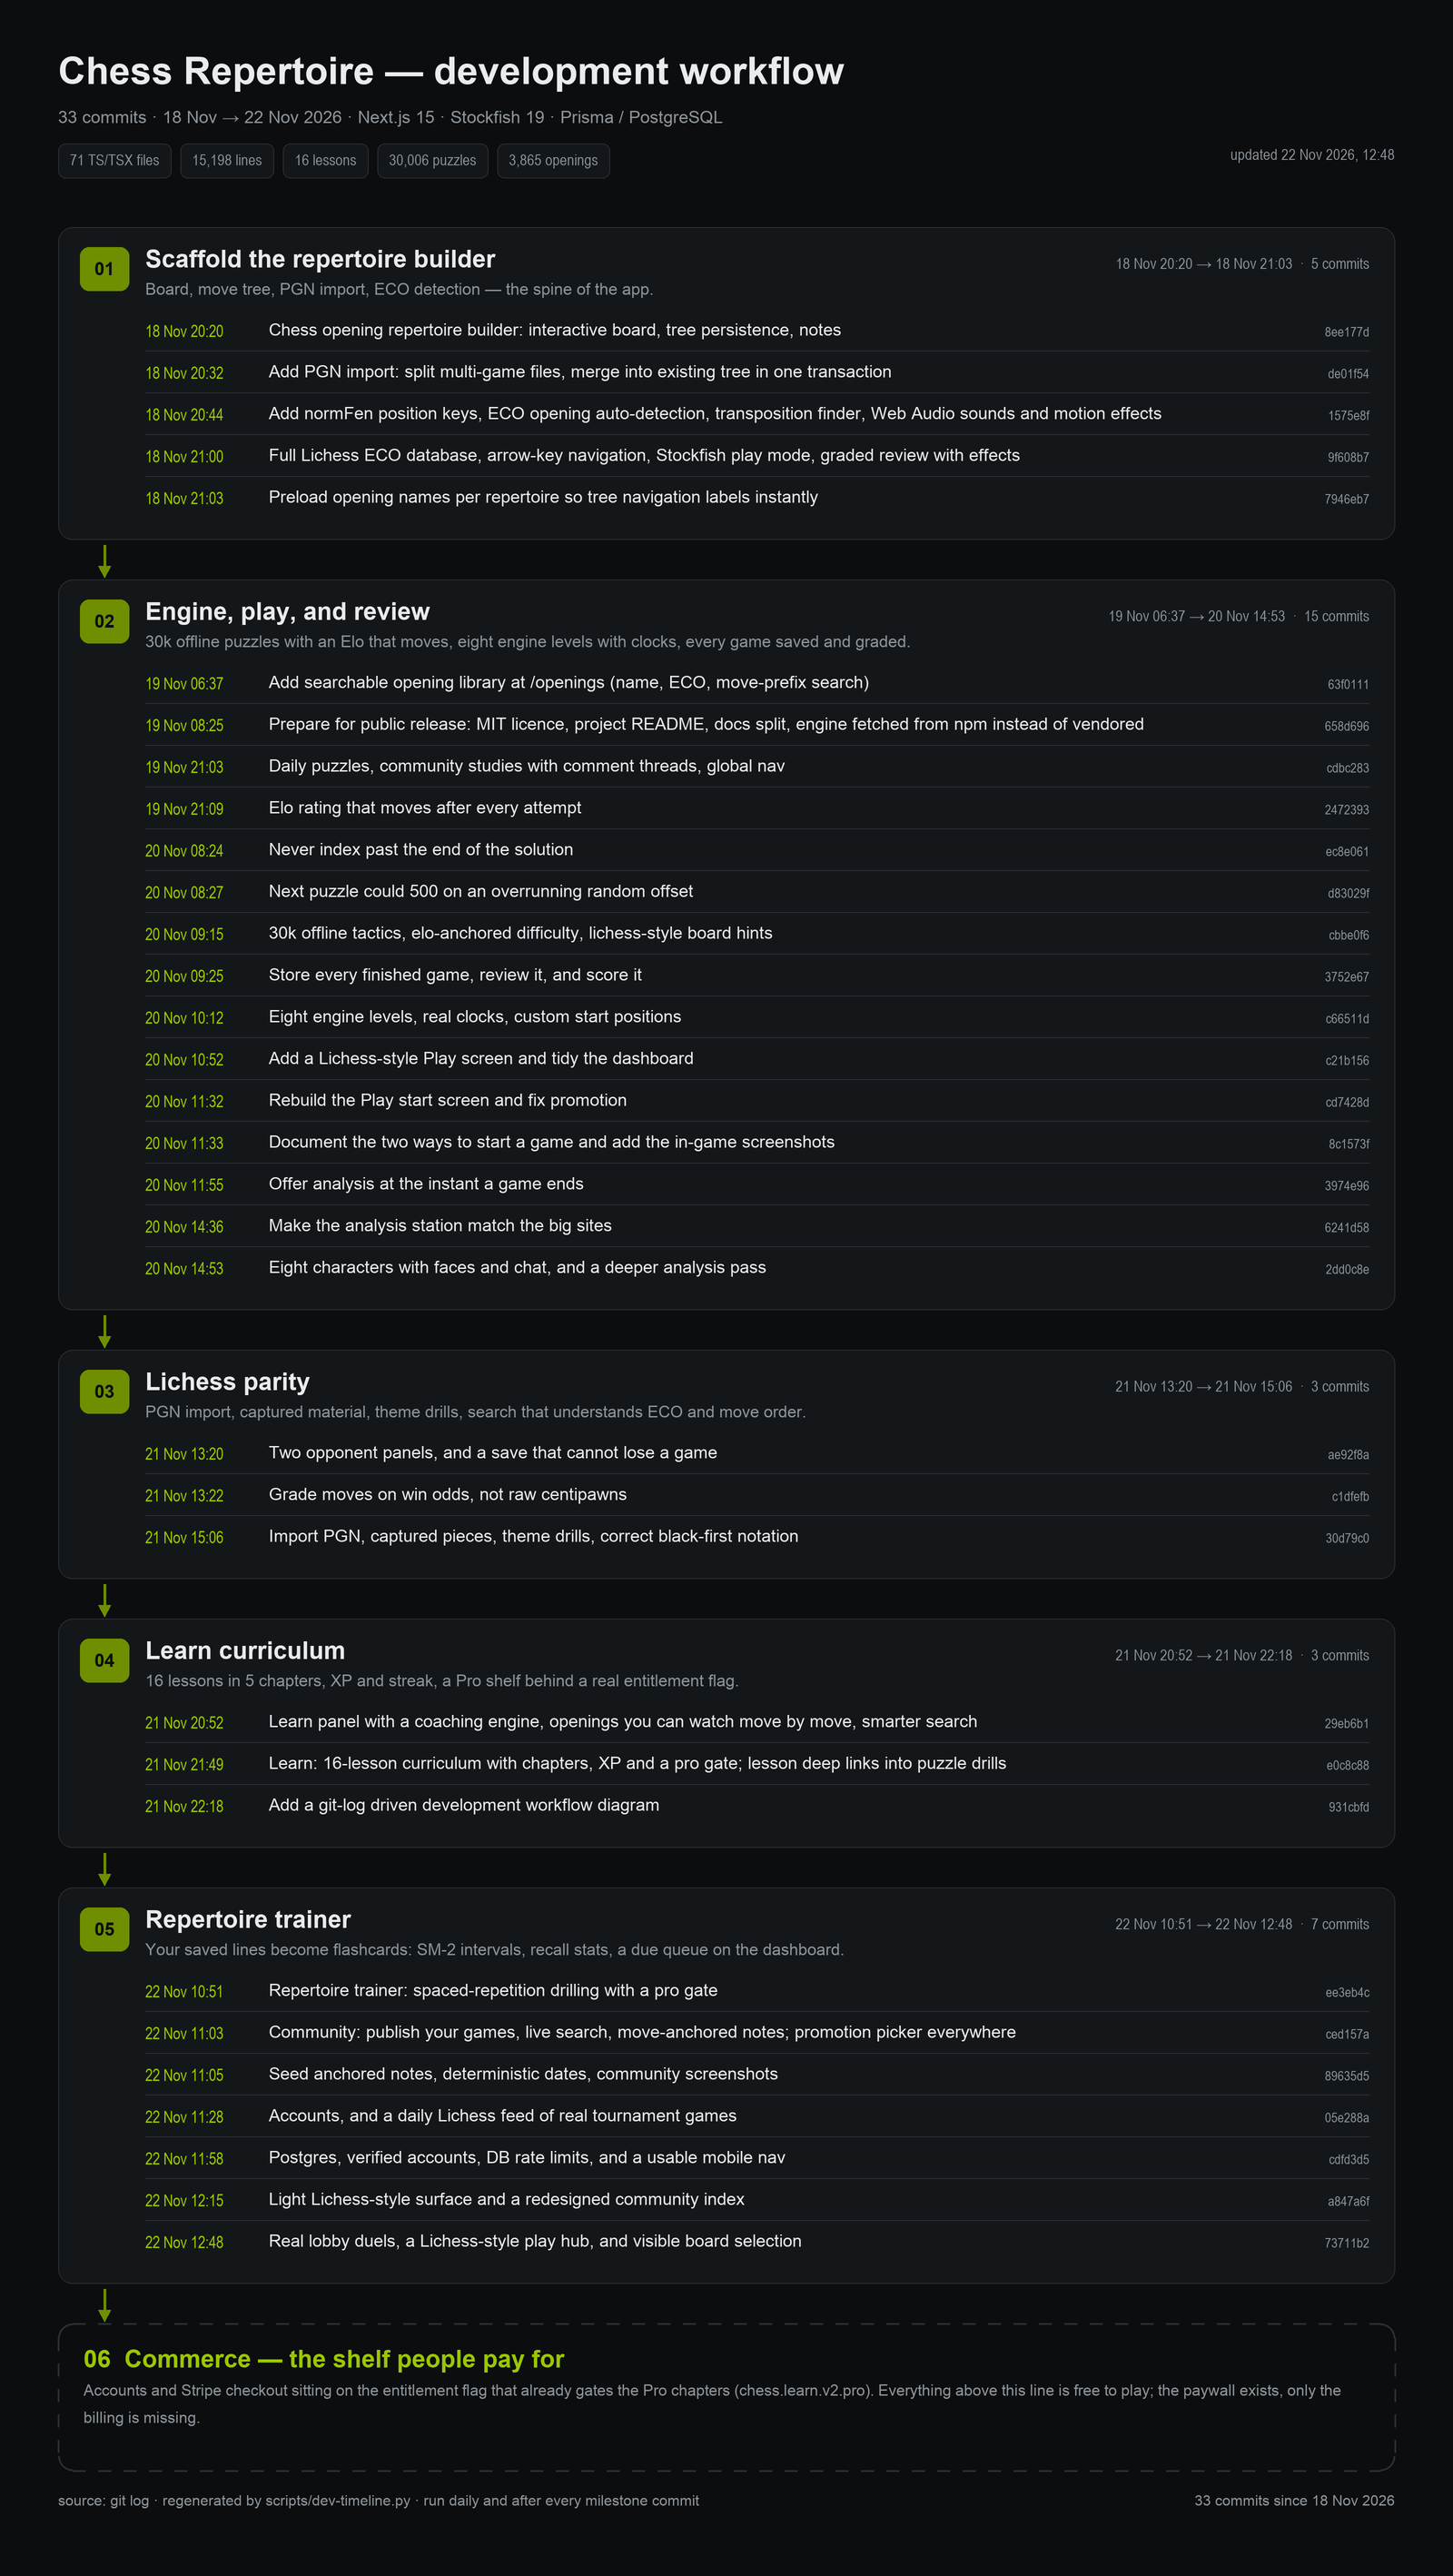 Chess Repertoire — development workflow
33 commits · 18 Nov → 22 Nov 2026 · Next.js 15 · Stockfish 19 · Prisma / PostgreSQL
71 TS/TSX files 15,198 lines 16 lessons 30,006 puzzles 3,865 openings updated 22 Nov 2026, 12:48
01 Scaffold the repertoire builder 18 Nov 20:20 → 18 Nov 21:03 · 5 commits
Board, move tree, PGN import, ECO detection — the spine of the app.
18 Nov 20:20 Chess opening repertoire builder: interactive board, tree persistence, notes 8ee177d
18 Nov 20:32 Add PGN import: split multi-game files, merge into existing tree in one transaction de01f54
18 Nov 20:44 Add normFen position keys, ECO opening auto-detection, transposition finder, Web Audio sounds and motion effects 1575e8f
18 Nov 21:00 Full Lichess ECO database, arrow-key navigation, Stockfish play mode, graded review with effects 9f608b7
18 Nov 21:03 Preload opening names per repertoire so tree navigation labels instantly 7946eb7
02 Engine, play, and review 19 Nov 06:37 → 20 Nov 14:53 · 15 commits
30k offline puzzles with an Elo that moves, eight engine levels with clocks, every game saved and graded.
19 Nov 06:37 Add searchable opening library at /openings (name, ECO, move-prefix search) 63f0111
19 Nov 08:25 Prepare for public release: MIT licence, project README, docs split, engine fetched from npm instead of vendored 658d696
19 Nov 21:03 Daily puzzles, community studies with comment threads, global nav cdbc283
19 Nov 21:09 Elo rating that moves after every attempt 2472393
20 Nov 08:24 Never index past the end of the solution ec8e061
20 Nov 08:27 Next puzzle could 500 on an overrunning random offset d83029f
20 Nov 09:15 30k offline tactics, elo-anchored difficulty, lichess-style board hints cbbe0f6
20 Nov 09:25 Store every finished game, review it, and score it 3752e67
20 Nov 10:12 Eight engine levels, real clocks, custom start positions c66511d
20 Nov 10:52 Add a Lichess-style Play screen and tidy the dashboard c21b156
20 Nov 11:32 Rebuild the Play start screen and fix promotion cd7428d
20 Nov 11:33 Document the two ways to start a game and add the in-game screenshots 8c1573f
20 Nov 11:55 Offer analysis at the instant a game ends 3974e96
20 Nov 14:36 Make the analysis station match the big sites 6241d58
20 Nov 14:53 Eight characters with faces and chat, and a deeper analysis pass 2dd0c8e
03 Lichess parity 21 Nov 13:20 → 21 Nov 15:06 · 3 commits
PGN import, captured material, theme drills, search that understands ECO and move order.
21 Nov 13:20 Two opponent panels, and a save that cannot lose a game ae92f8a
21 Nov 13:22 Grade moves on win odds, not raw centipawns c1dfefb
21 Nov 15:06 Import PGN, captured pieces, theme drills, correct black-first notation 30d79c0
04 Learn curriculum 21 Nov 20:52 → 21 Nov 22:18 · 3 commits
16 lessons in 5 chapters, XP and streak, a Pro shelf behind a real entitlement flag.
21 Nov 20:52 Learn panel with a coaching engine, openings you can watch move by move, smarter search 29eb6b1
21 Nov 21:49 Learn: 16-lesson curriculum with chapters, XP and a pro gate; lesson deep links into puzzle drills e0c8c88
21 Nov 22:18 Add a git-log driven development workflow diagram 931cbfd
05 Repertoire trainer 22 Nov 10:51 → 22 Nov 12:48 · 7 commits
Your saved lines become flashcards: SM-2 intervals, recall stats, a due queue on the dashboard.
22 Nov 10:51 Repertoire trainer: spaced-repetition drilling with a pro gate ee3eb4c
22 Nov 11:03 Community: publish your games, live search, move-anchored notes; promotion picker everywhere ced157a
22 Nov 11:05 Seed anchored notes, deterministic dates, community screenshots 89635d5
22 Nov 11:28 Accounts, and a daily Lichess feed of real tournament games 05e288a
22 Nov 11:58 Postgres, verified accounts, DB rate limits, and a usable mobile nav cdfd3d5
22 Nov 12:15 Light Lichess-style surface and a redesigned community index a847a6f
22 Nov 12:48 Real lobby duels, a Lichess-style play hub, and visible board selection 73711b2
06 Commerce — the shelf people pay for
Accounts and Stripe checkout sitting on the entitlement flag that already gates the Pro chapters (chess.learn.v2.pro). Everything above this line is free to play; the paywall exists, only the
billing is missing.
source: git log · regenerated by scripts/dev-timeline.py · run daily and after every milestone commit 33 commits since 18 Nov 2026